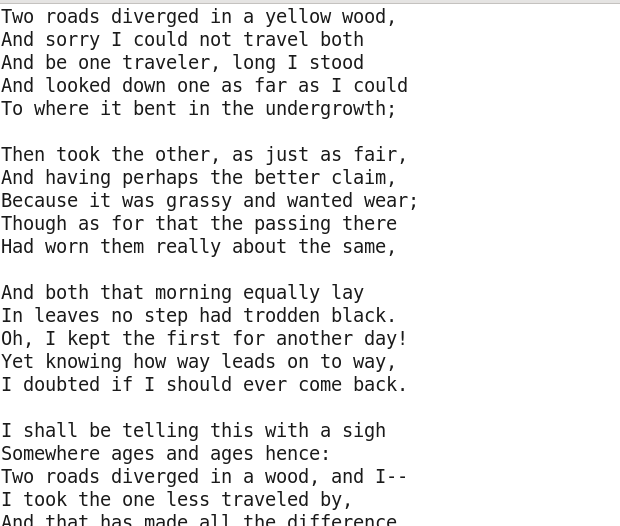 Two roads diverged in a yellow wood,
And sorry I could not travel both
And be one traveler, long I stood
And looked down one as far as I could
To where it bent in the undergrowth;

Then took the other, as just as fair,
And having perhaps the better claim,
Because it was grassy and wanted wear;
Though as for that the passing there
Had worn them really about the same,

And both that morning equally lay
In leaves no step had trodden black.
Oh, I kept the first for another day!
Yet knowing how way leads on to way,
I doubted if I should ever come back.

I shall be telling this with a sigh
Somewhere ages and ages hence:
Two roads diverged in a wood, and I--
I took the one less traveled by,
And that has made all the difference